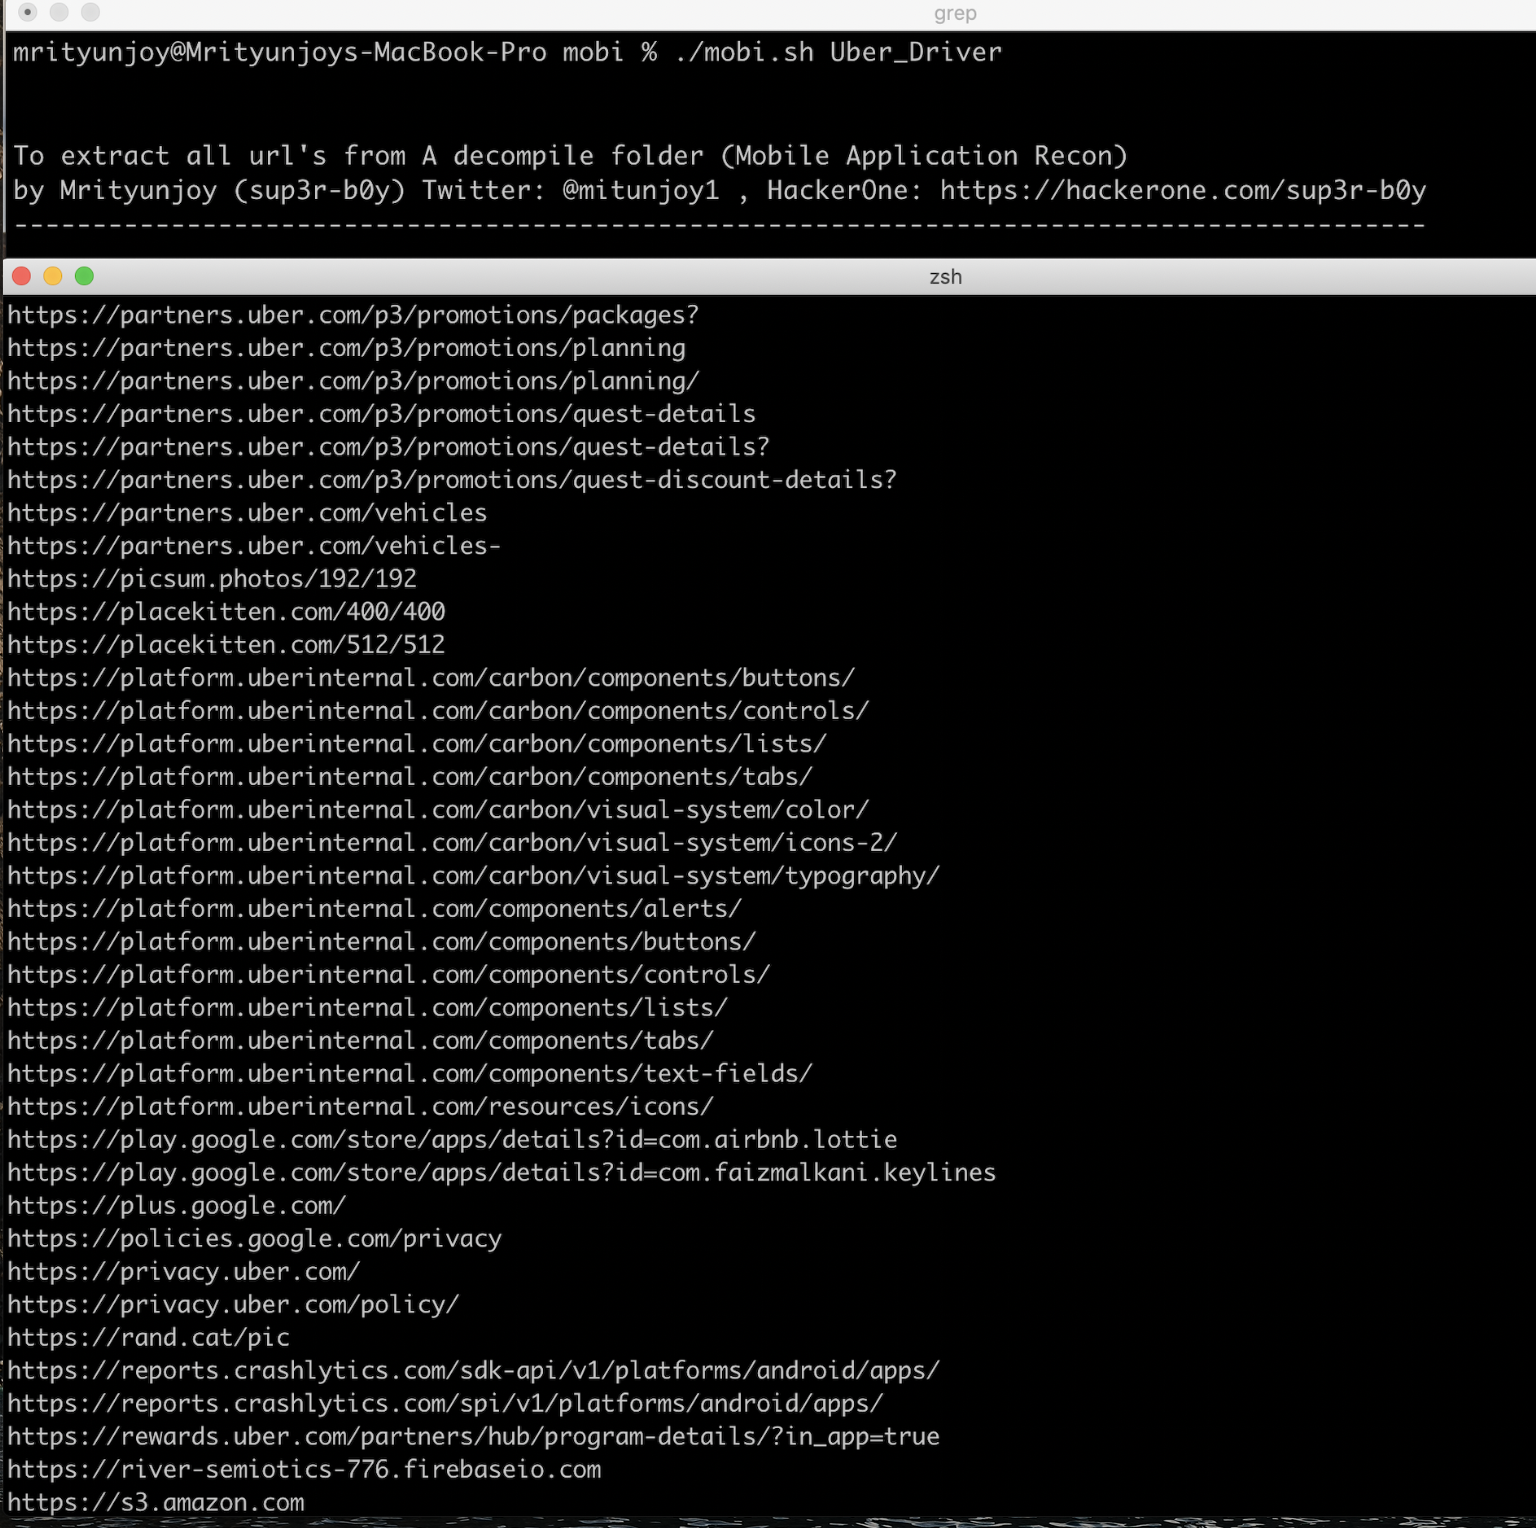 grep
mrityunjoy@Mrityunjoys-MacBook-Pro mobi % ./mobi.sh Uber_Driver
To extract all url's from A decompile folder (Mobile Application Recon)
by Mrityunjoy (sup3r-b0y) Twitter: @mitunjoy1 , HackerOne: https://hackerone.com/sup3r-b0y
------------------------------------------------------------------------------------------
zsh
https://partners.uber.com/p3/promotions/packages?
https://partners.uber.com/p3/promotions/planning
https://partners.uber.com/p3/promotions/planning/
https://partners.uber.com/p3/promotions/quest-details
https://partners.uber.com/p3/promotions/quest-details?
https://partners.uber.com/p3/promotions/quest-discount-details?
https://partners.uber.com/vehicles
https://partners.uber.com/vehicles-
https://picsum.photos/192/192
https://placekitten.com/400/400
https://placekitten.com/512/512
https://platform.uberinternal.com/carbon/components/buttons/
https://platform.uberinternal.com/carbon/components/controls/
https://platform.uberinternal.com/carbon/components/lists/
https://platform.uberinternal.com/carbon/components/tabs/
https://platform.uberinternal.com/carbon/visual-system/color/
https://platform.uberinternal.com/carbon/visual-system/icons-2/
https://platform.uberinternal.com/carbon/visual-system/typography/
https://platform.uberinternal.com/components/alerts/
https://platform.uberinternal.com/components/buttons/
https://platform.uberinternal.com/components/controls/
https://platform.uberinternal.com/components/lists/
https://platform.uberinternal.com/components/tabs/
https://platform.uberinternal.com/components/text-fields/
https://platform.uberinternal.com/resources/icons/
https://play.google.com/store/apps/details?id=com.airbnb.lottie
https://play.google.com/store/apps/details?id=com.faizmalkani.keylines
https://plus.google.com/
https://policies.google.com/privacy
https://privacy.uber.com/
https://privacy.uber.com/policy/
https://rand.cat/pic
https://reports.crashlytics.com/sdk-api/v1/platforms/android/apps/
https://reports.crashlytics.com/spi/v1/platforms/android/apps/
https://rewards.uber.com/partners/hub/program-details/?in_app=true
https://river-semiotics-776.firebaseio.com
https://s3.amazon.com